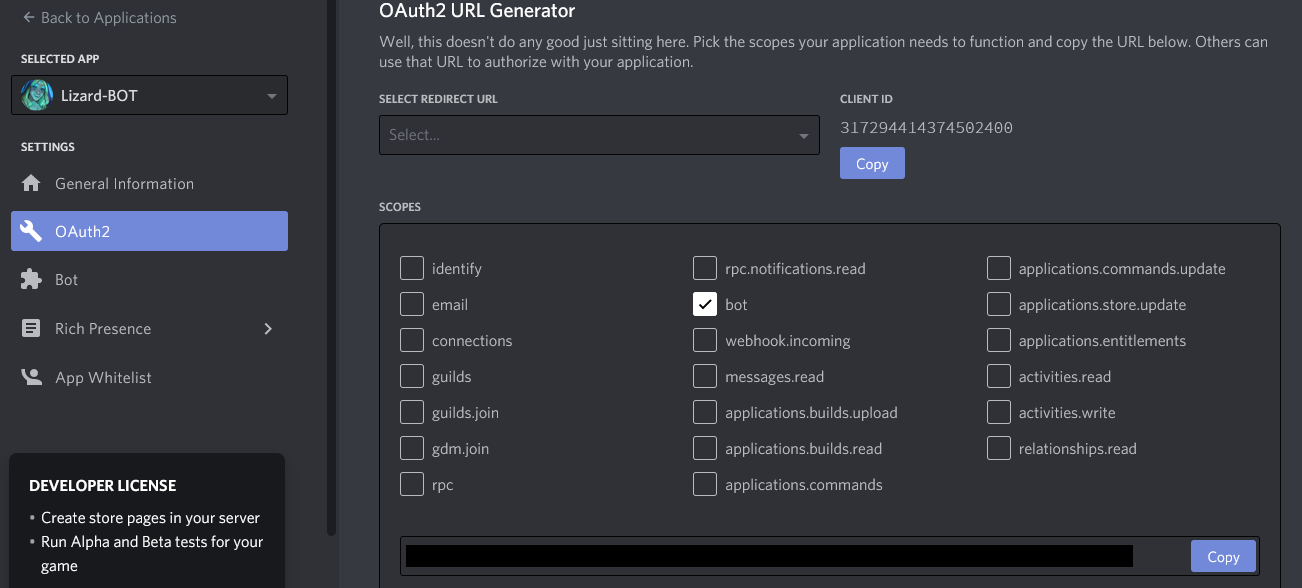 Back to Applications
SELECTED APP
Lizard-BOT
SETTINGS
General Information
OAuth2
Bot
Rich Presence
App Whitelist
DEVELOPER LICENSE
• Create store pages in your server
• Run Alpha and Beta tests for your
game
OAuth2 URL Generator
Well, this doesn't do any good just sitting here. Pick the scopes your application needs to function and copy the URL below. Others can
use that URL to authorize with your application.
SELECT REDIRECT URL
Select...
CLIENT ID
317294414374502400
Copy
SCOPES
identify
email
connections
guilds
guilds.join
gdm.join
rpc
rpc.notifications.read
bot
webhook.incoming
messages.read
applications.builds.upload
applications.builds.read
applications.commands
applications.commands.update
applications.store.update
applications.entitlements
activities.read
activities.write
relationships.read
Copy